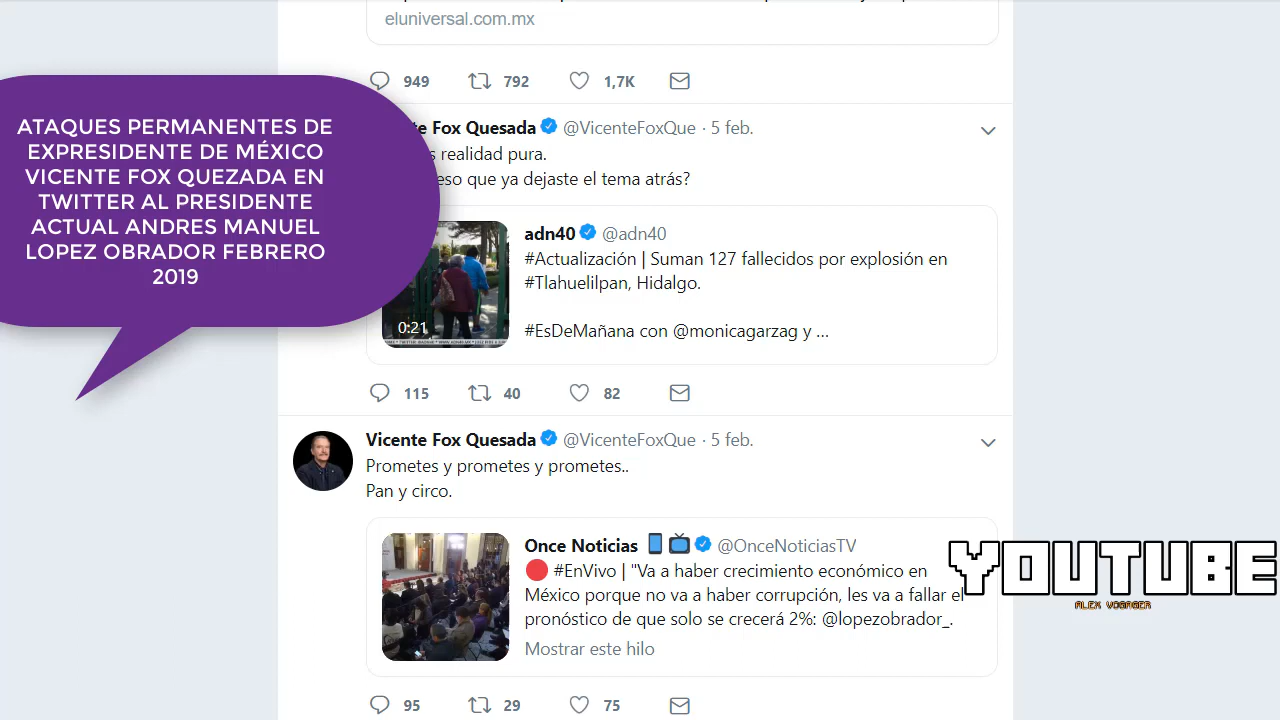 eluniversal.com.mx
949 792 1,7K
ATAQUES PERMANENTES DE
EXPRESIDENTE DE MÉXICO
VICENTE FOX QUEZADA EN
TWITTER AL PRESIDENTE
ACTUAL ANDRES MANUEL
LOPEZ OBRADOR FEBRERO
2019
Fox Quesada @VicenteFoxQue · 5 feb.
realidad pura.
que ya dejaste el tema atrás?
adn40 @adn40
#Actualización | Suman 127 fallecidos por explosión en
#Tlahuelilpan, Hidalgo.
#EsDeMañana con @monicagarzag y ...
0:21
115 40 82
Vicente Fox Quesada @VicenteFoxQue · 5 feb.
Prometes y prometes y prometes..
Pan y circo.
Once Noticias @OnceNoticiasTV
#EnVivo | "Va a haber crecimiento económico en
México porque no va a haber corrupción, les va a fallar el
pronóstico de que solo se crecerá 2%: @lopezobrador_.
Mostrar este hilo
95 29 75
YOUTUBE
ALEX VOGAGER